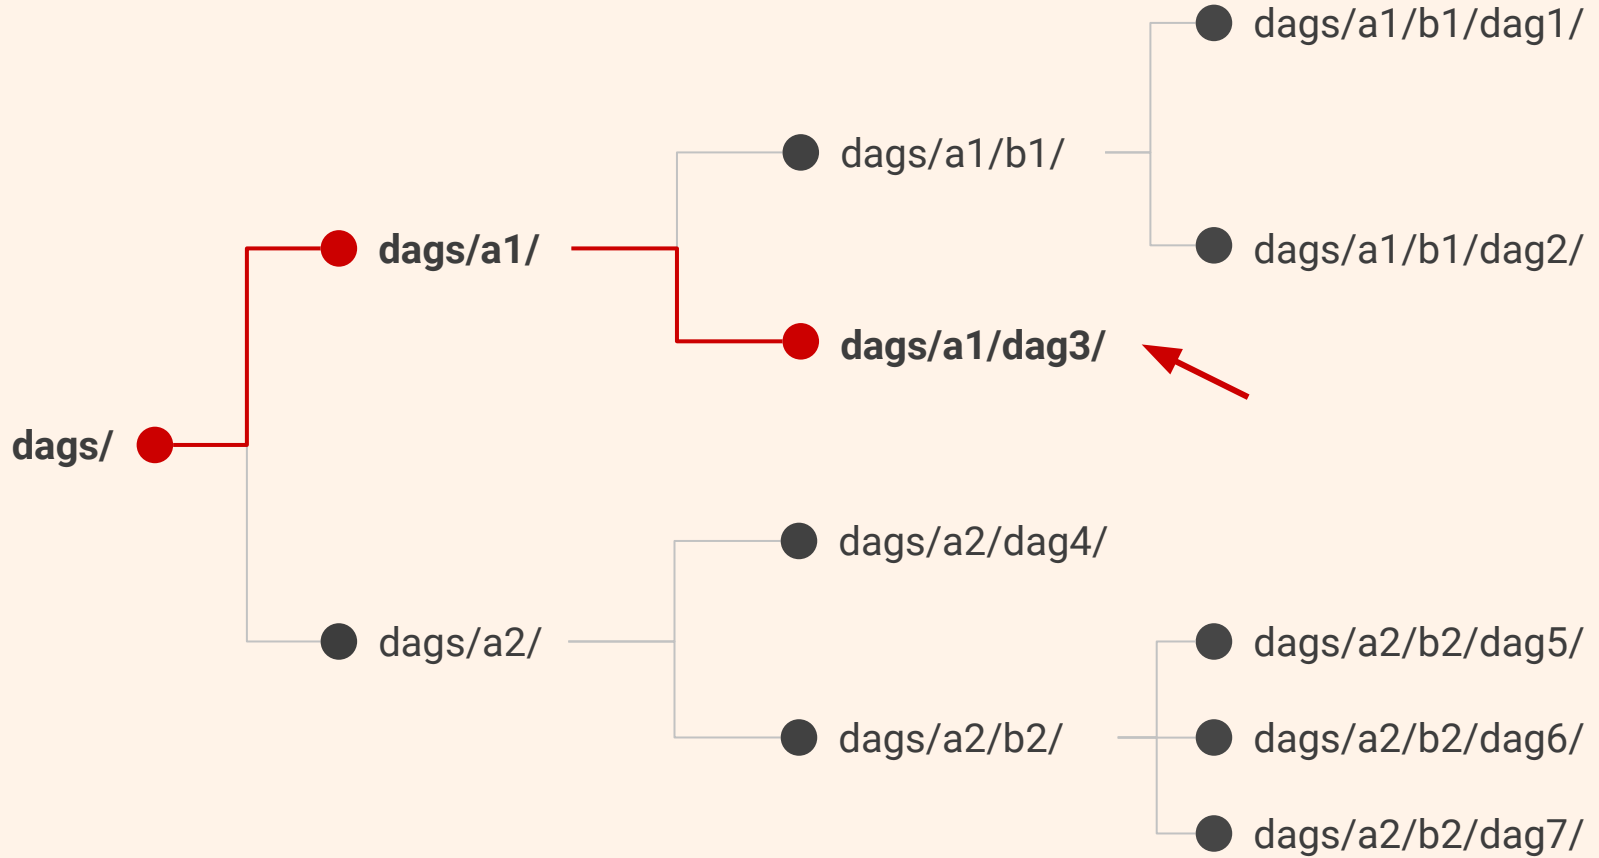 dags/a1/b1/dag1/
dags/a1/b1/
dags/a1/
dags/a1/b1/dag2/
dags/a1/dag3/
dags/
dags/a2/dag4/
dags/a2/
dags/a2/b2/dag5/
dags/a2/b2/
dags/a2/b2/dag6/
dags/a2/b2/dag7/